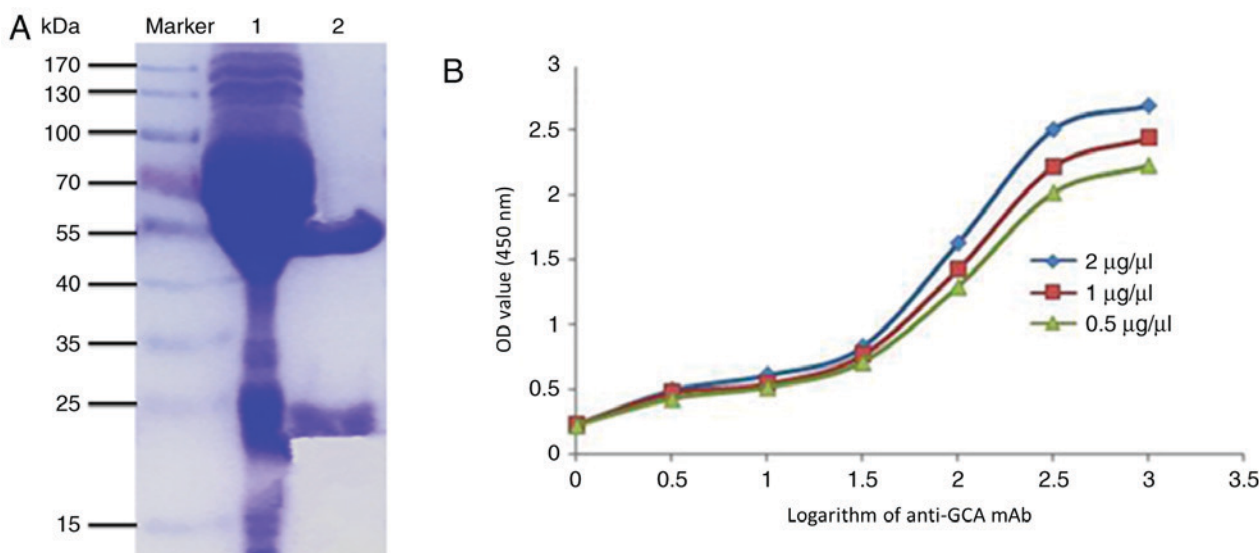 A
kDa
Marker
1
2
170
130
100
70
55
40
35
25
15
B
OD value (450 nm)
3
2.5
2
1.5
1
0.5
0
0
0.5
1
1.5
2
2.5
3
3.5
Logarithm of anti-GCA mAb
2 µg/µl
1 µg/µl
0.5 µg/µl